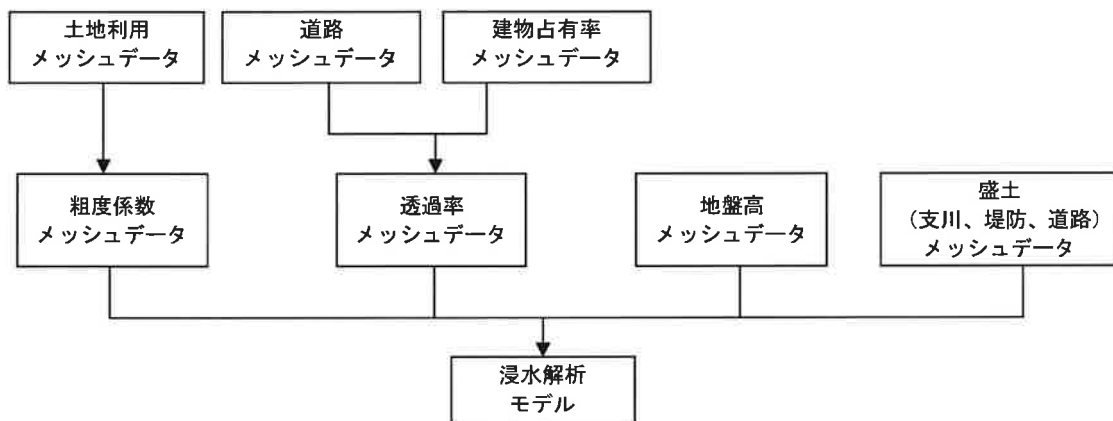 土地利用
メッシュデータ
道路
メッシュデータ
建物占有率
メッシュデータ
粗度係数
メッシュデータ
透過率
メッシュデータ
地盤高
メッシュデータ
盛土
（支川、堤防、道路）
メッシュデータ
浸水解析
モデル